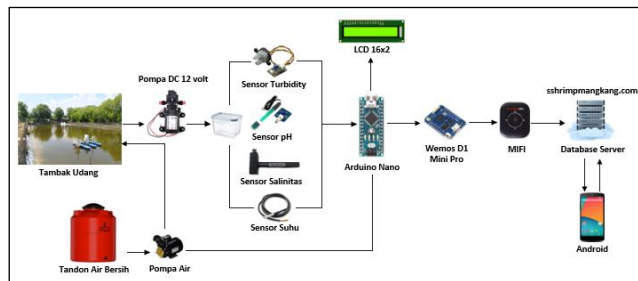 LCD 16x2
Pompa DC 12 volt
Sensor Turbidity
sshrimpmangkang.com
Sensor pH
Tambak Udang
Sensor Salinitas
Arduino Nano
Wemos D1
Mini Pro
MIFI
Database Server
Sensor Suhu
Tandon Air Bersih
Pompa Air
Android